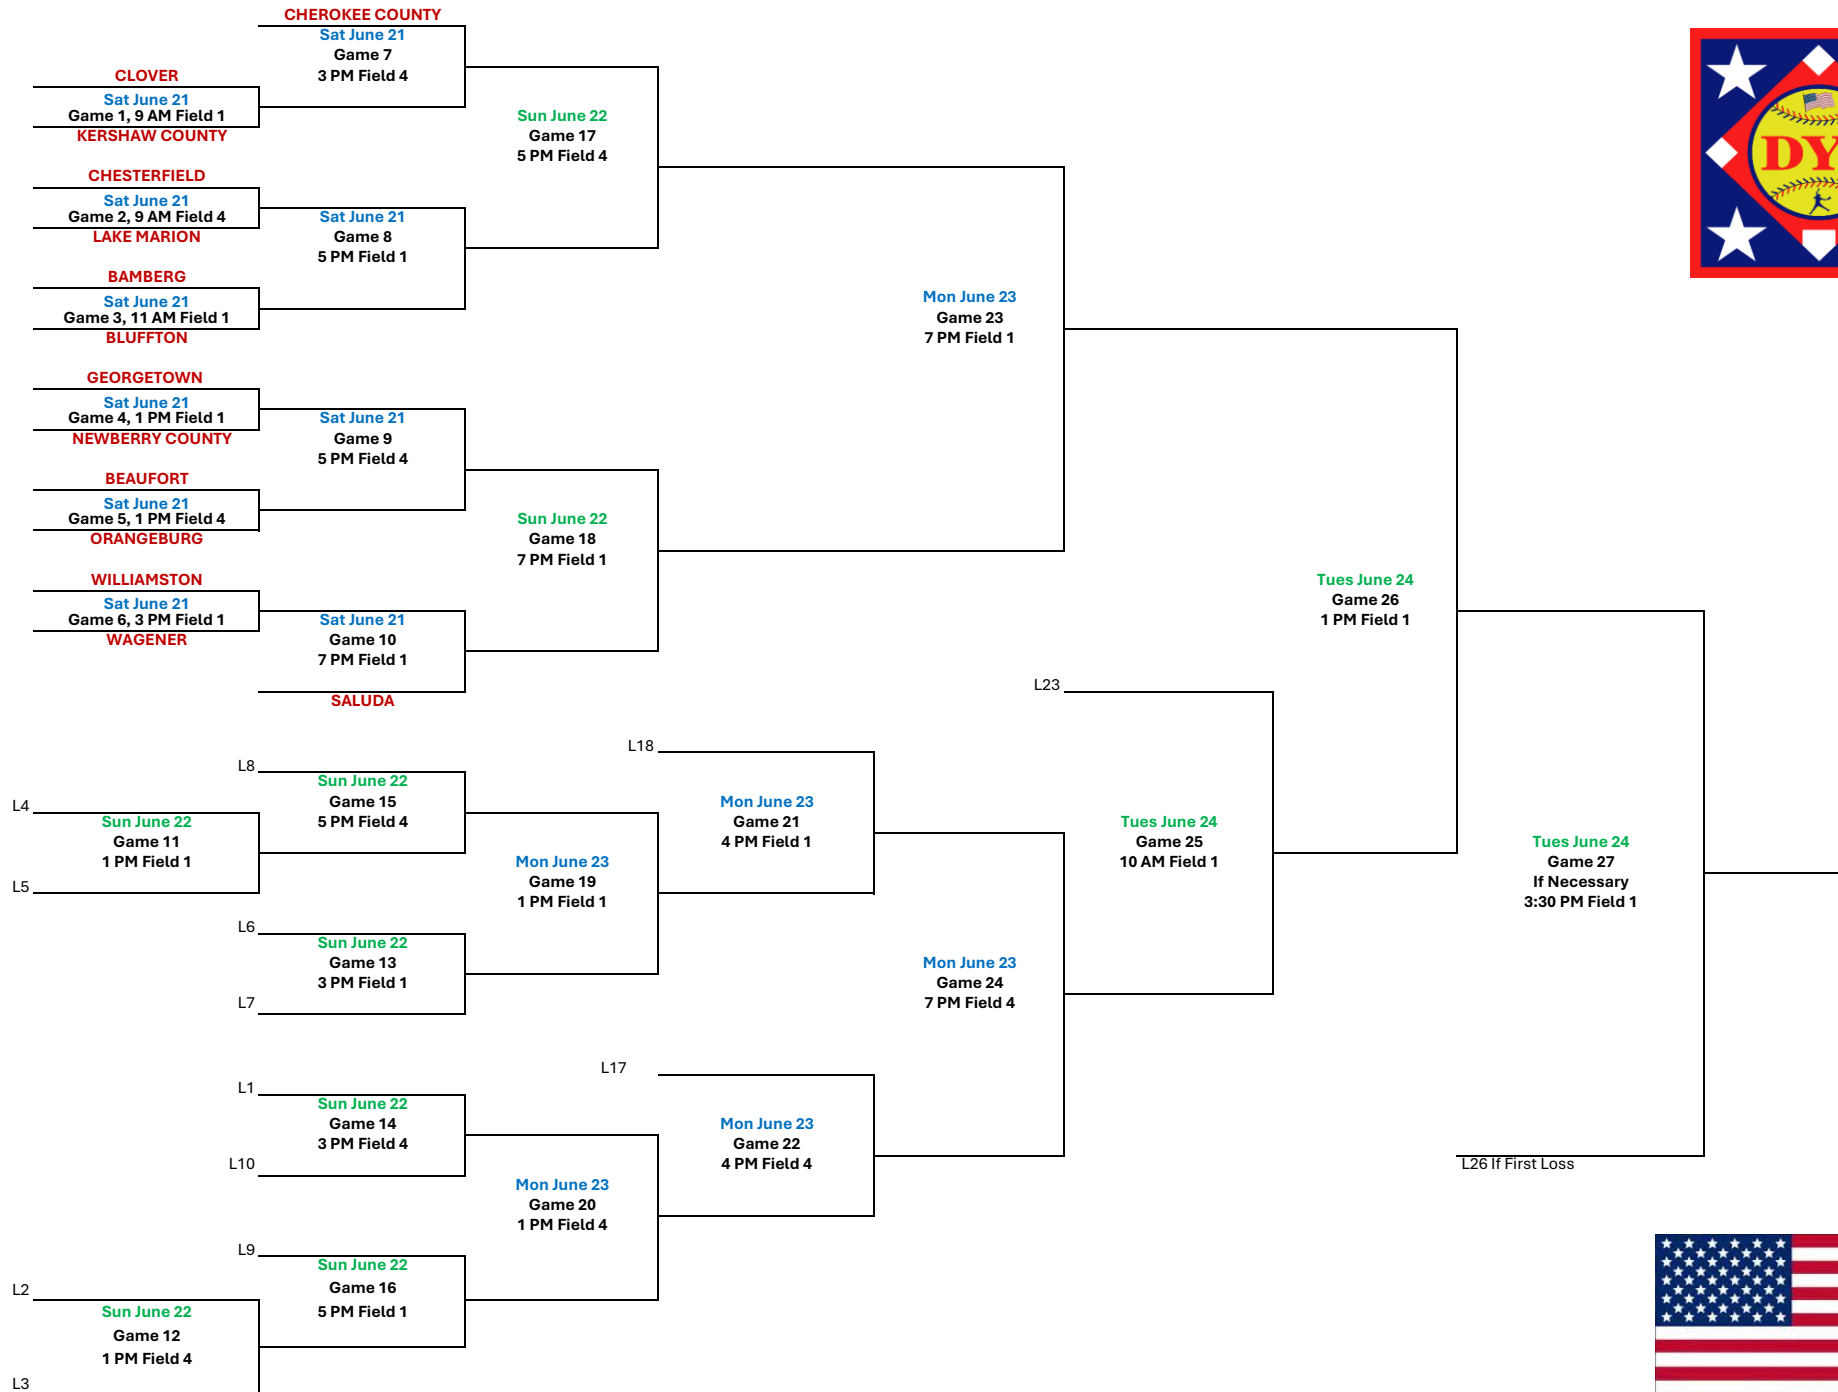 CHEROKEE COUNTY
Sat June 21
Game 7
3 PM Field 4
CLOVER
Sat June 21
Game 1, 9 AM Field 1
KERSHAW COUNTY
Sun June 22
Game 17
5 PM Field 4
CHESTERFIELD
Sat June 21
Game 2, 9 AM Field 4
LAKE MARION
Sat June 21
Game 8
5 PM Field 1
BAMBERG
Sat June 21
Game 3, 11 AM Field 1
BLUFFTON
Mon June 23
Game 23
7 PM Field 1
GEORGETOWN
Sat June 21
Game 4, 1 PM Field 1
NEWBERRY COUNTY
Sat June 21
Game 9
5 PM Field 4
BEAUFORT
Sat June 21
Game 5, 1 PM Field 4
ORANGEBURG
Sun June 22
Game 18
7 PM Field 1
WILLIAMSTON
Sat June 21
Game 6, 3 PM Field 1
WAGENER
Sat June 21
Game 10
7 PM Field 1
SALUDA
Tues June 24
Game 26
1 PM Field 1
L23
L18
L8
Sun June 22
Game 15
5 PM Field 4
L4
Sun June 22
Game 11
1 PM Field 1
L5
Mon June 23
Game 21
4 PM Field 1
Tues June 24
Game 25
10 AM Field 1
Tues June 24
Game 27
If Necessary
3:30 PM Field 1
Mon June 23
Game 19
1 PM Field 1
L6
Sun June 22
Game 13
3 PM Field 1
L7
Mon June 23
Game 24
7 PM Field 4
L17
L1
Sun June 22
Game 14
3 PM Field 4
L10
Mon June 23
Game 22
4 PM Field 4
L26 If First Loss
Mon June 23
Game 20
1 PM Field 4
L9
Sun June 22
Game 16
5 PM Field 1
L2
Sun June 22
Game 12
1 PM Field 4
L3
DY